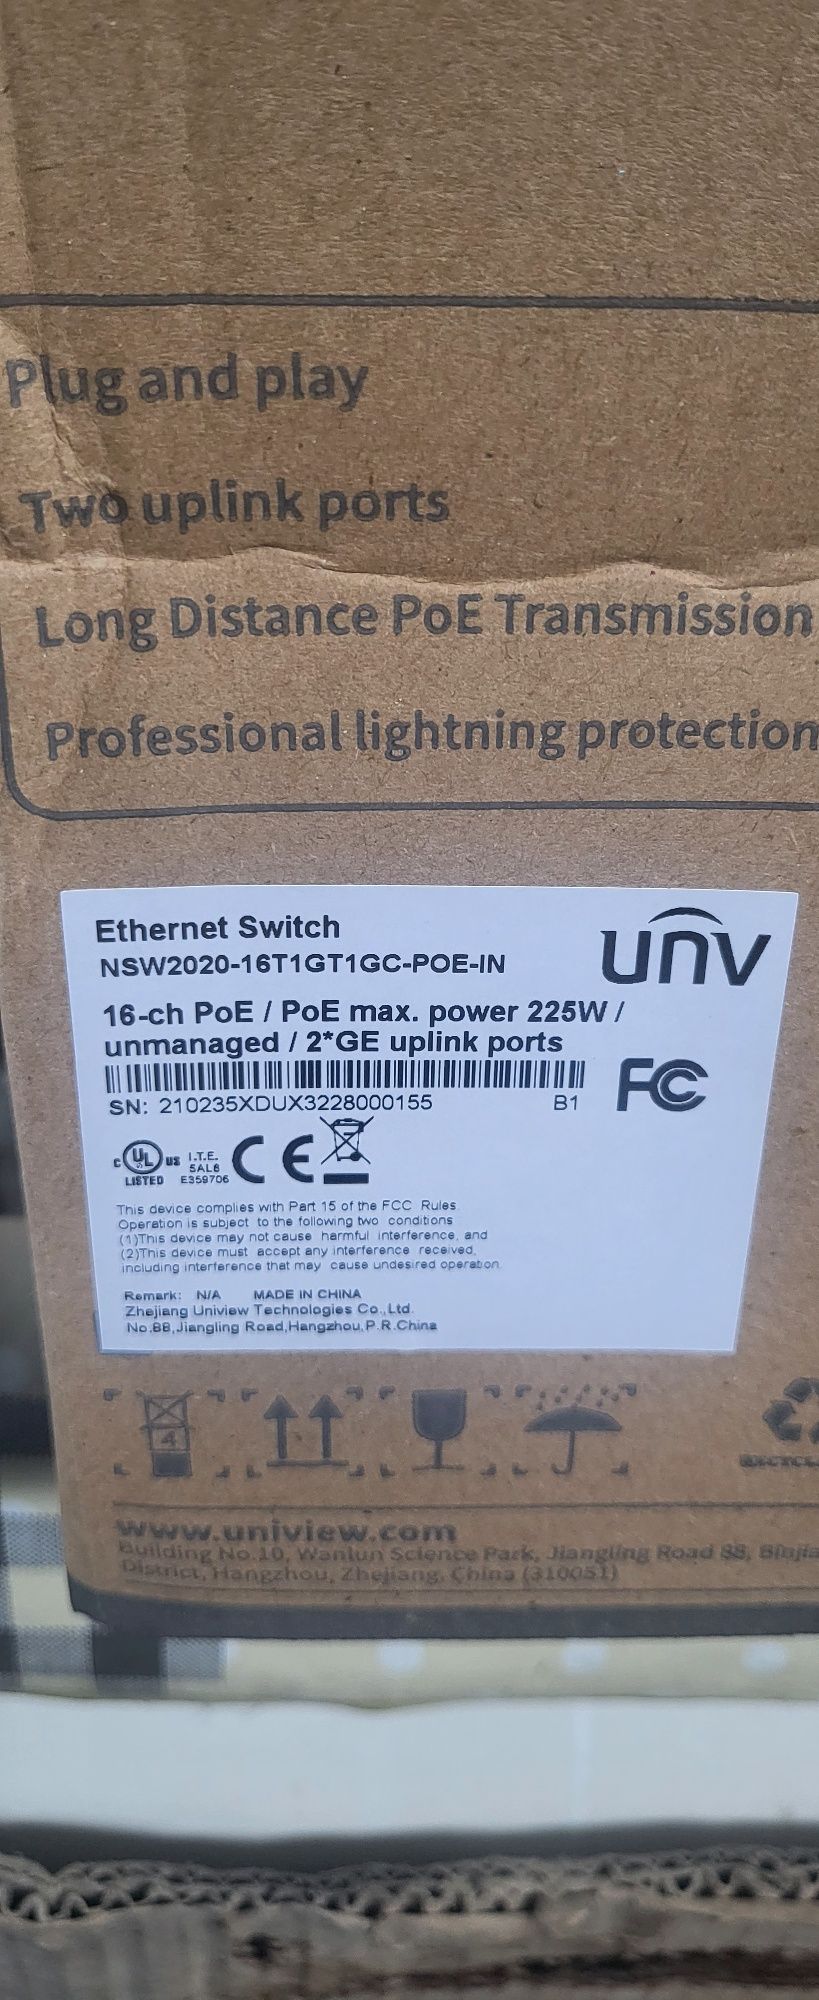 Plug and play
Two uplink ports
Long Distance PoE Transmission
Professional lightning protection
Ethernet Switch
NSW2020-16T1GT1GC-POE-IN
unv
16-ch PoE / PoE max. power 225W /
unmanaged / 2*GE uplink ports
SN: 210235XDUX3228000155 B1
FC
c UL us LISTED
I.T.E.
5AL8
E359706
CE
This device complies with Part 15 of the FCC Rules.
Operation is subject to the following two conditions
(1)This device may not cause harmful interference, and
(2)This device must accept any interference received,
including interference that may cause undesired operation.
Remark: N/A MADE IN CHINA
Zhejiang Uniview Technologies Co.,Ltd.
No.88,Jiangling Road,Hangzhou,P.R.China
4
www.uniview.com
Building No.10, Wanlun Science Park, Jiangling Road 88,
District, Hangzhou, Zhejiang, China (310051)